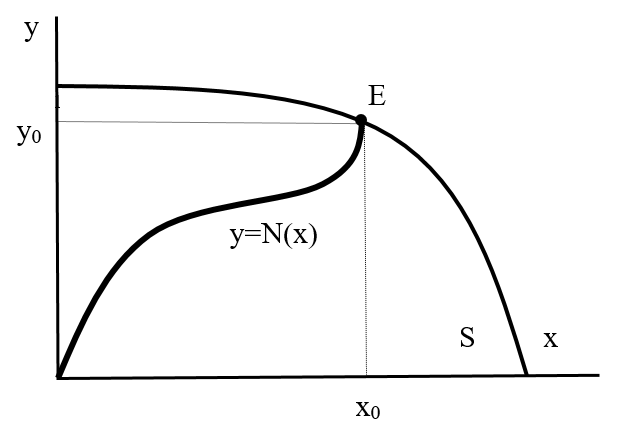 y
E
y₀
y=N(x)
S
x
x₀